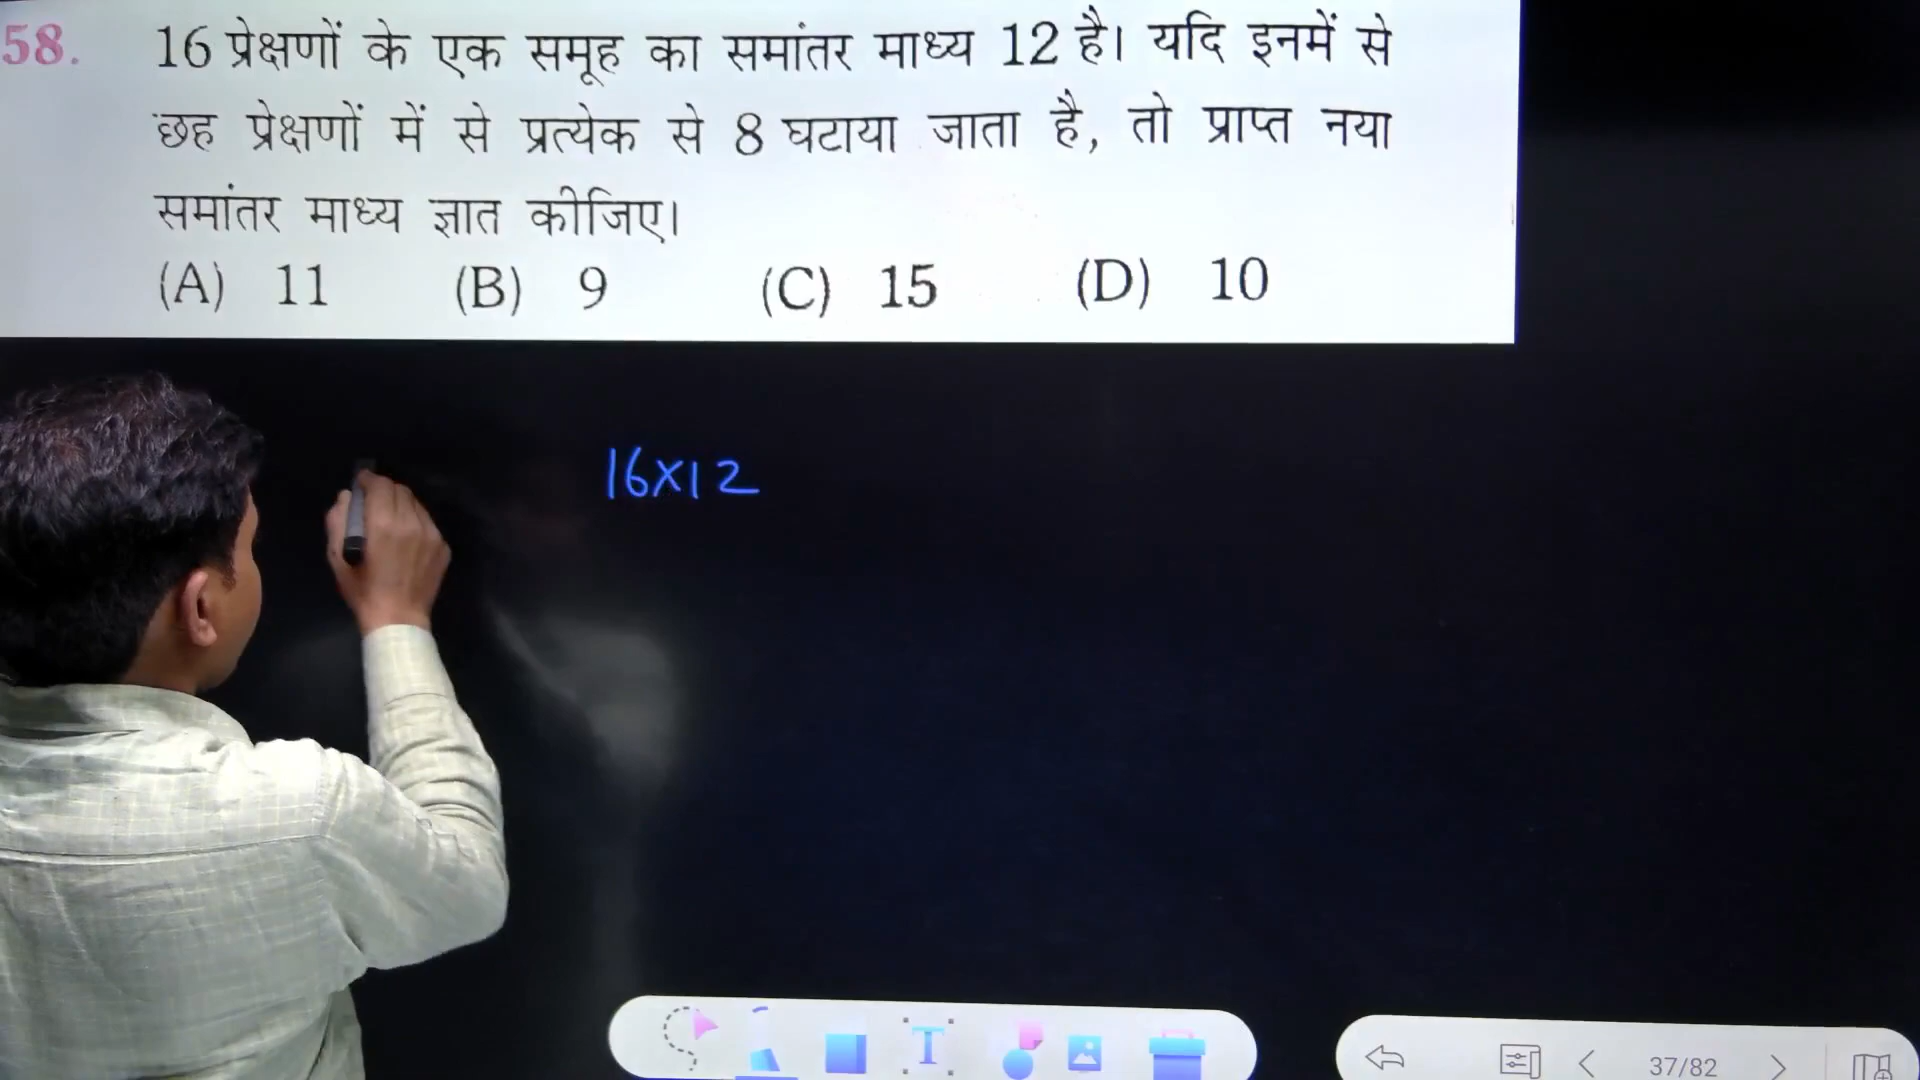 58. 16 प्रेक्षणों के एक समूह का समांतर माध्य 12 है। यदि इनमें से
छह प्रेक्षणों में से प्रत्येक से 8 घटाया जाता है, तो प्राप्त नया
समांतर माध्य ज्ञात कीजिए।
(A) 11 (B) 9 (C) 15 (D) 10
16x12
T
37/82